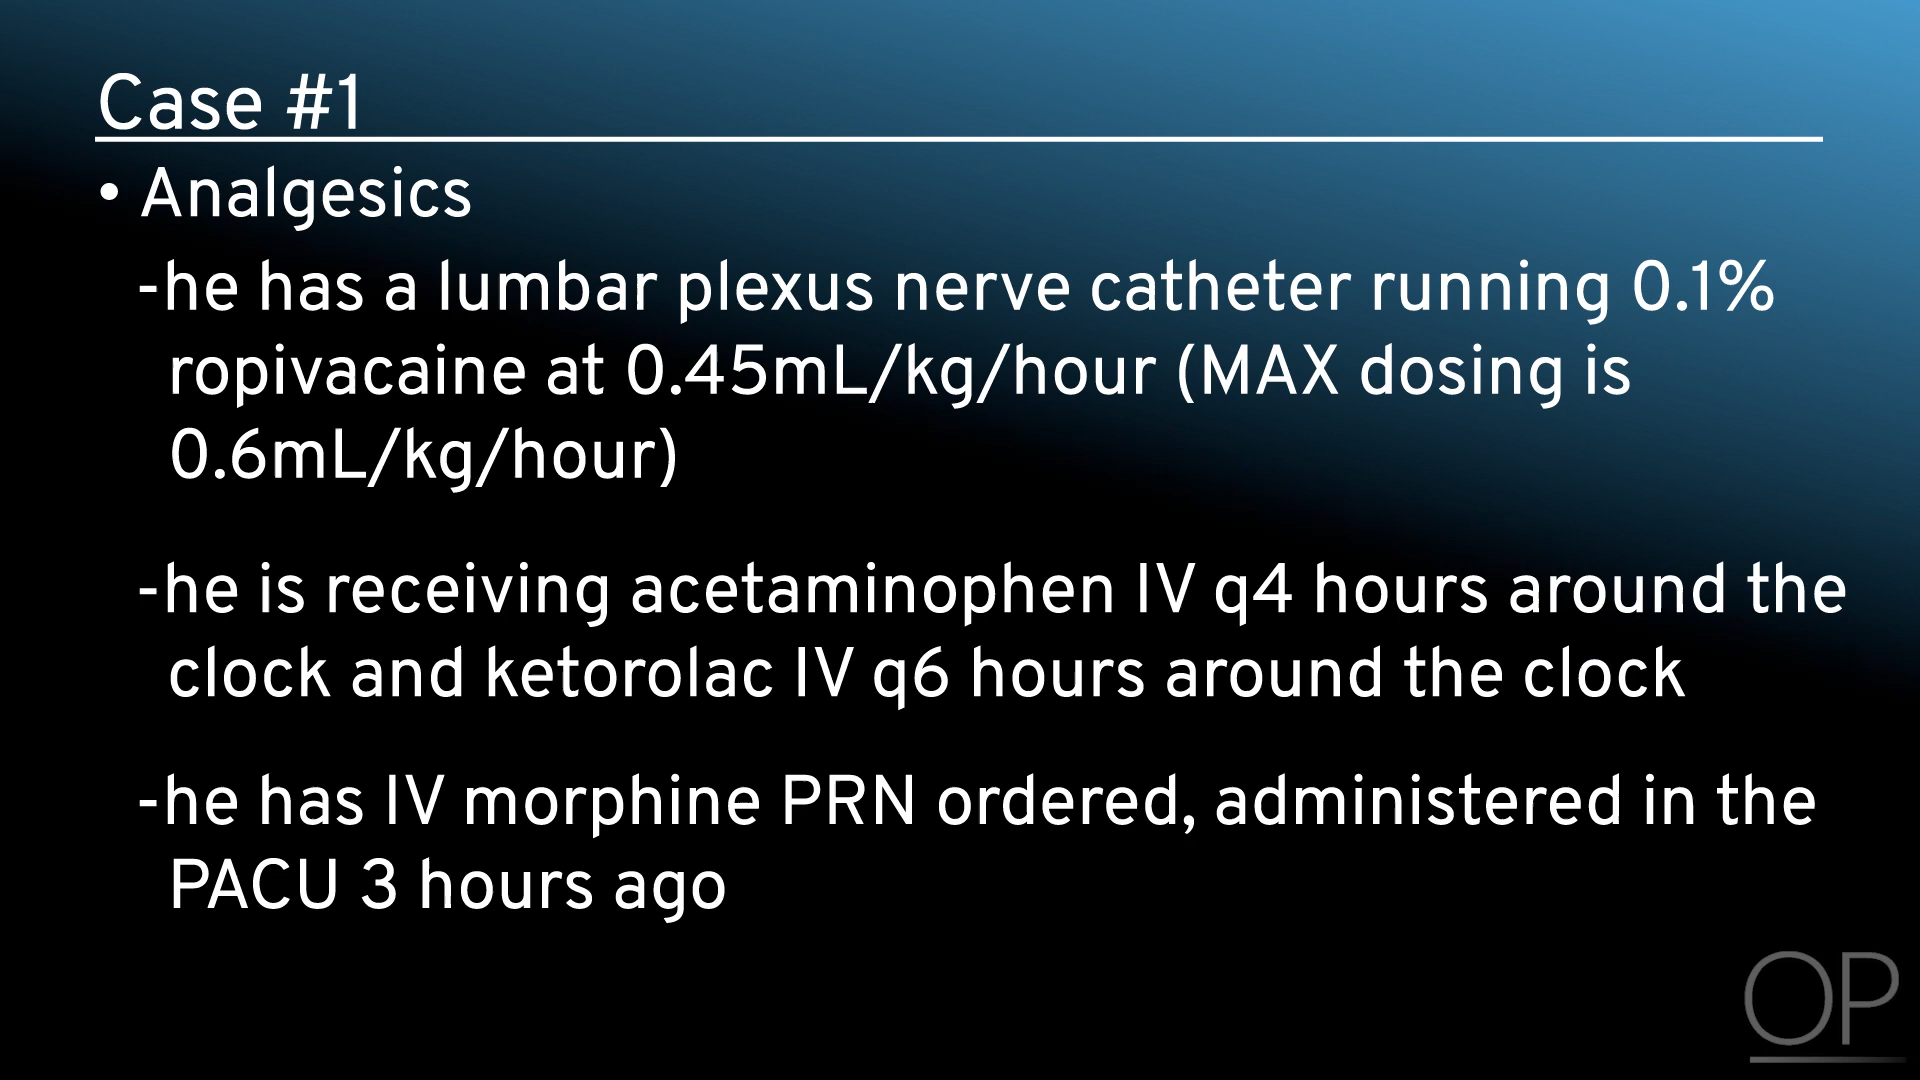 Case #1
• Analgesics
-he has a lumbar plexus nerve catheter running 0.1%
ropivacaine at 0.45mL/kg/hour (MAX dosing is
0.6mL/kg/hour)
-he is receiving acetaminophen IV q4 hours around the
clock and ketorolac IV q6 hours around the clock
-he has IV morphine PRN ordered, administered in the
PACU 3 hours ago
OP